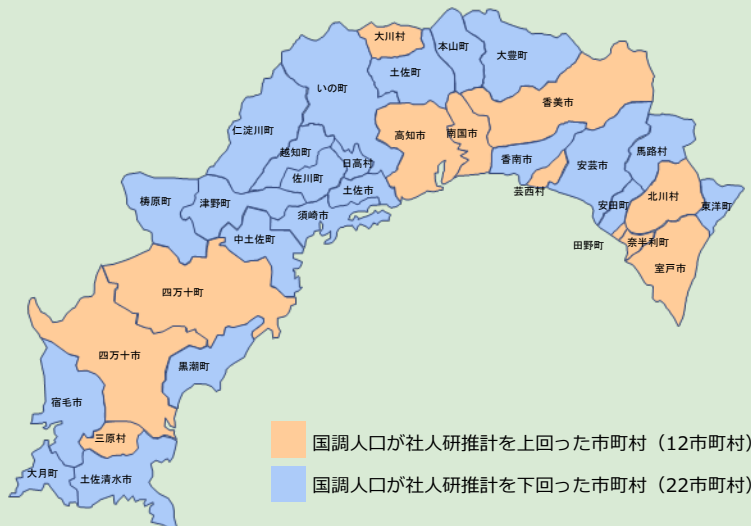 大川村
本山町
大豊町
土佐町
いの町
香美市
仁淀川町
高知市
南国市
越知町
日高村
香南市
安芸市
馬路村
佐川町
土佐市
芸西村
安田町
北川村
東洋町
梼原町
津野町
須崎市
中土佐町
田野町
奈半利町
室戸市
四万十町
四万十市
黒潮町
宿毛市
三原村
大月町
土佐清水市
国調人口が社人研推計を上回った市町村（12市町村）
国調人口が社人研推計を下回った市町村（22市町村）